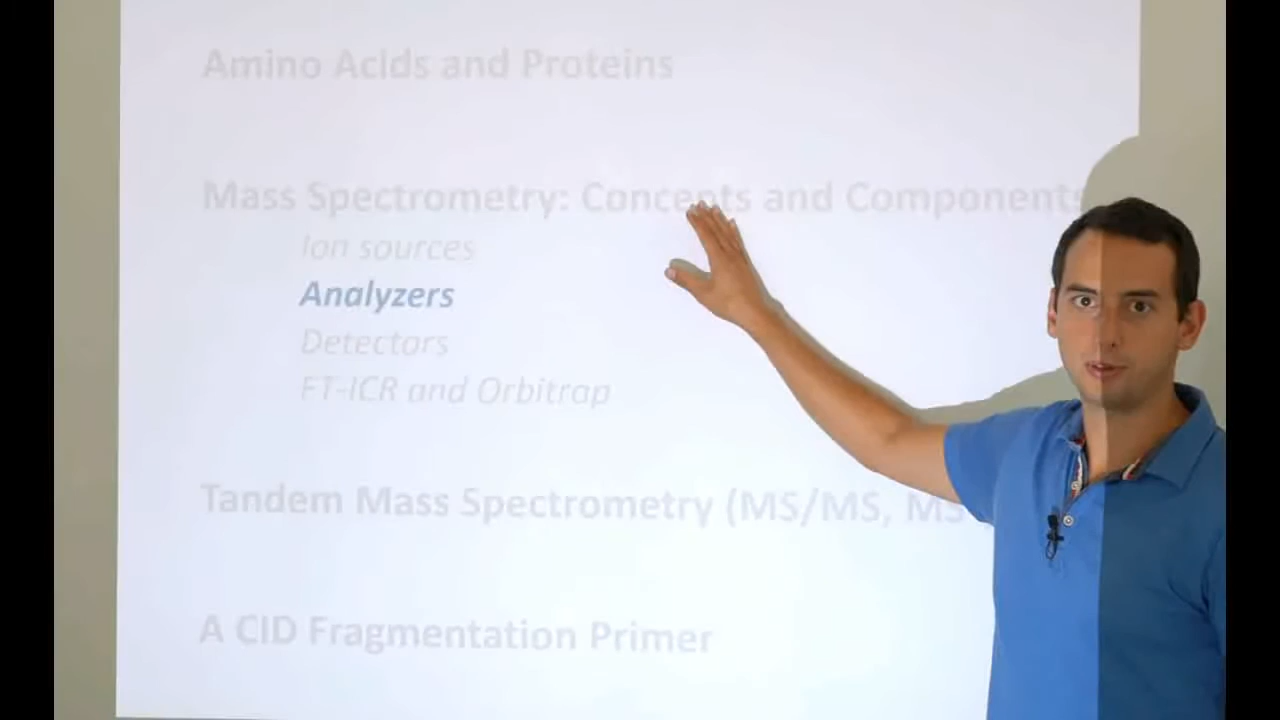 Amino Acids and Proteins
Mass Spectrometry: Concepts and Components
Ion sources
Analyzers
Detectors
FT-ICR and Orbitrap
Tandem Mass Spectrometry (MS/MS, MS
A CID Fragmentation Primer